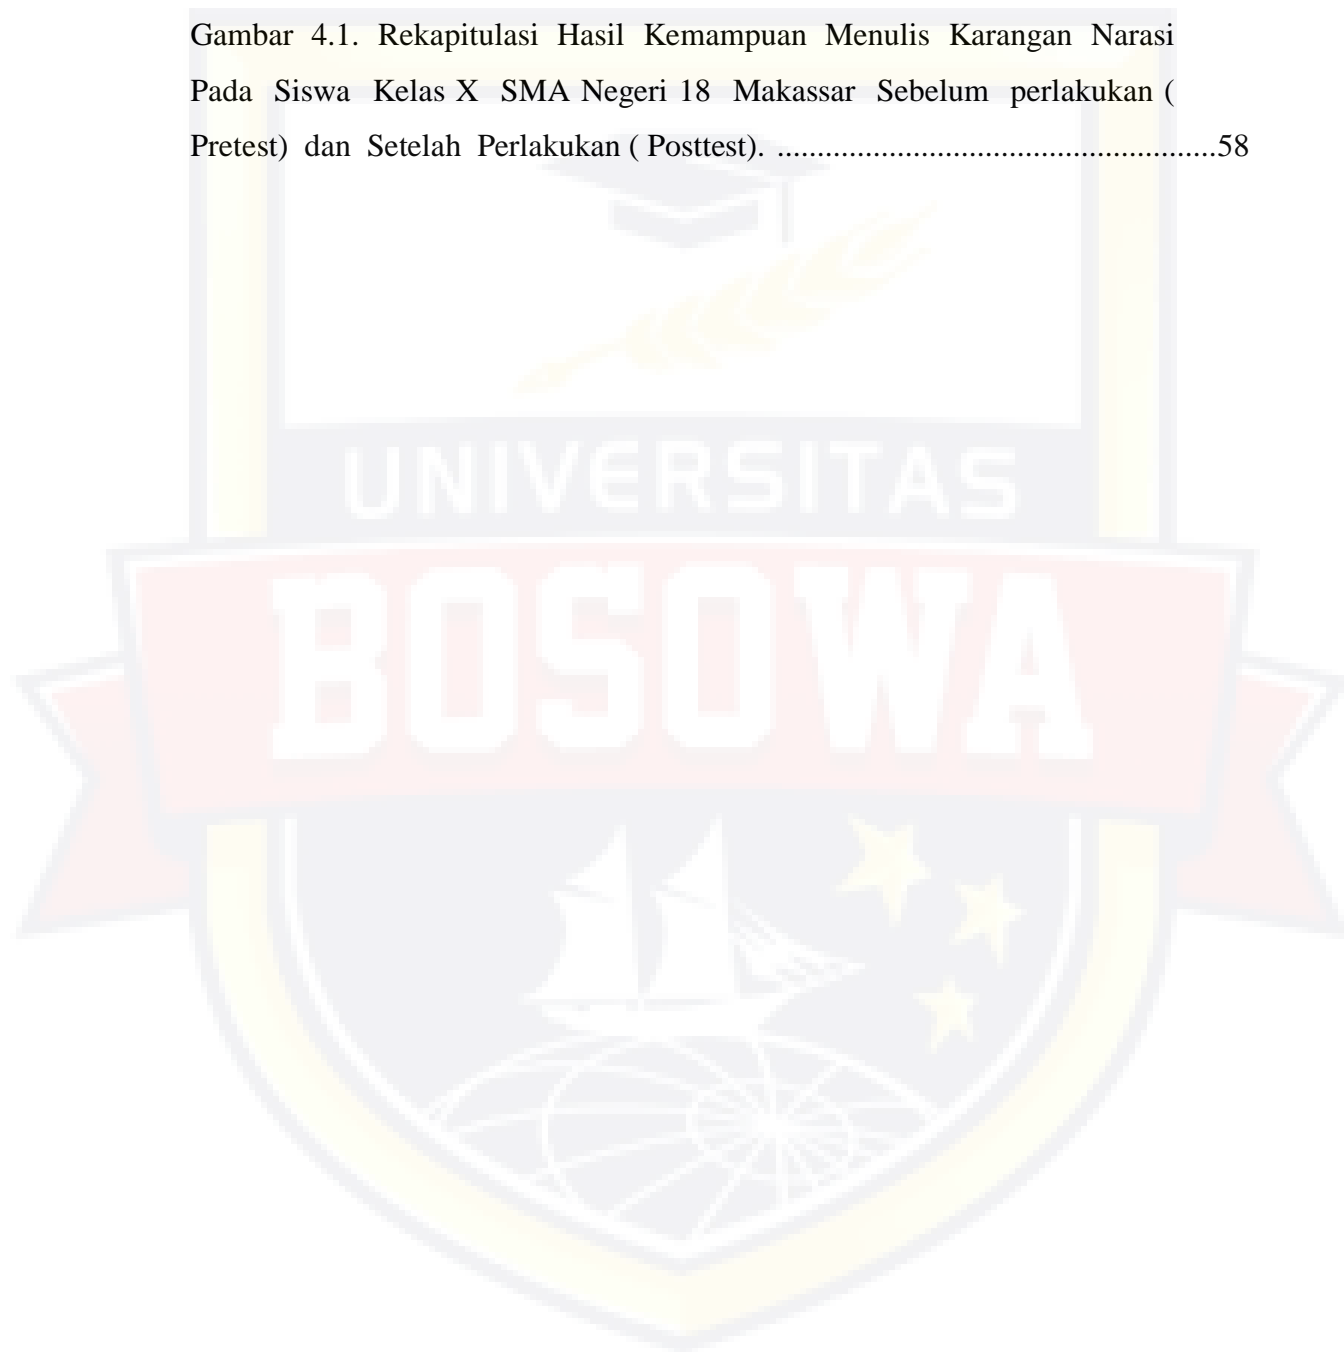 Gambar 4.1. Rekapitulasi Hasil Kemampuan Menulis Karangan Narasi
Pada Siswa Kelas X SMA Negeri 18 Makassar Sebelum perlakukan (
Pretest) dan Setelah Perlakukan ( Posttest). ......................................................58
UNIVERSITAS
BOSOWA